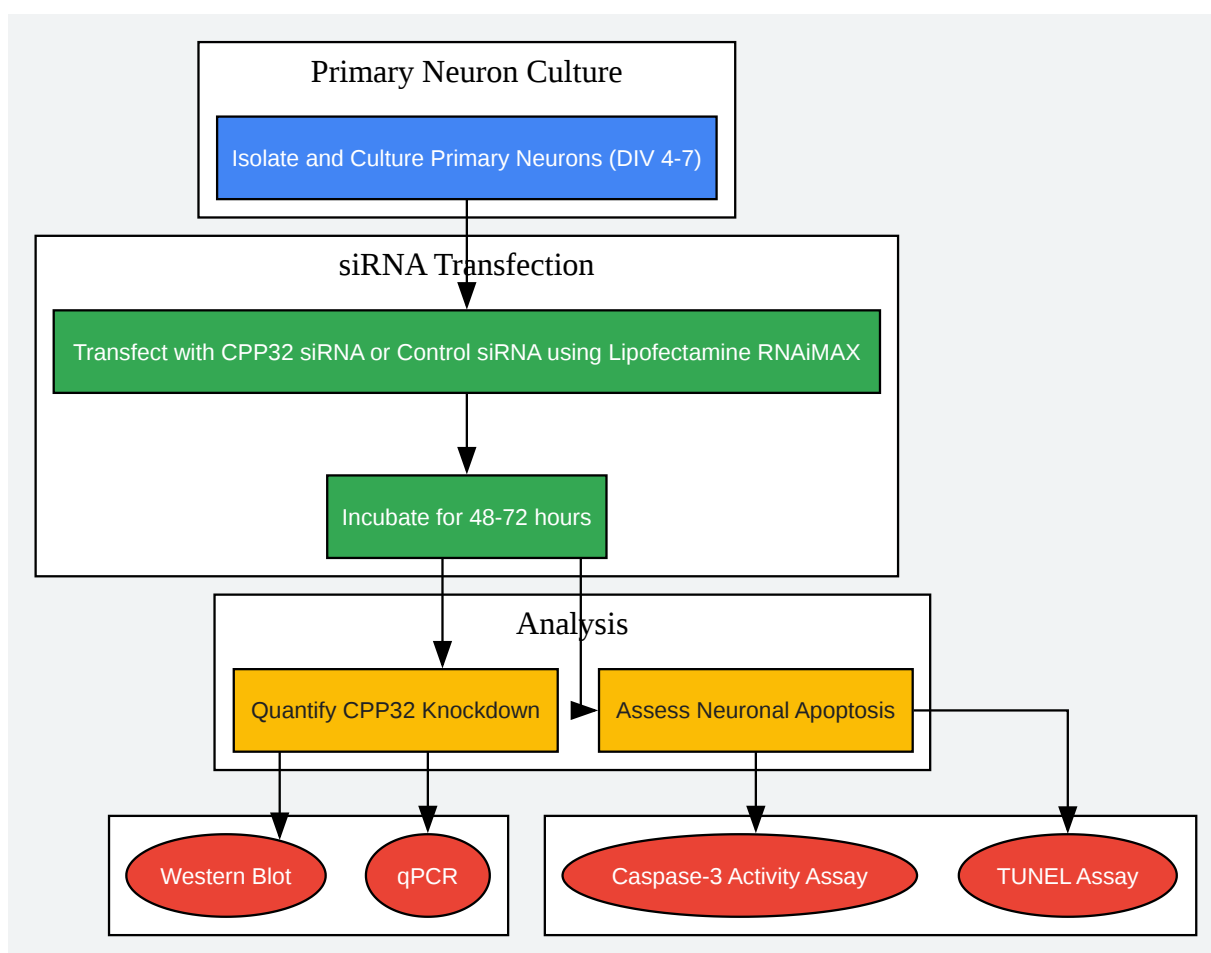 Primary Neuron Culture
Isolate and Culture Primary Neurons (DIV 4-7)
siRNA Transfection
Transfect with CPP32 siRNA or Control siRNA using Lipofectamine RNAiMAX
Incubate for 48-72 hours
Analysis
Quantify CPP32 Knockdown
Assess Neuronal Apoptosis
Western Blot
qPCR
Caspase-3 Activity Assay
TUNEL Assay